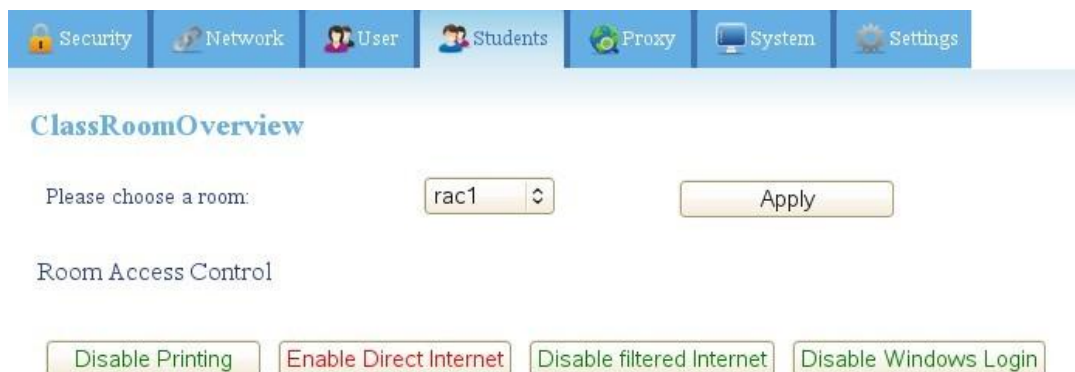 Security Network User Students Proxy System Settings
ClassRoomOverview
Please choose a room: rac1 Apply
Room Access Control
Disable Printing Enable Direct Internet Disable filtered Internet Disable Windows Login